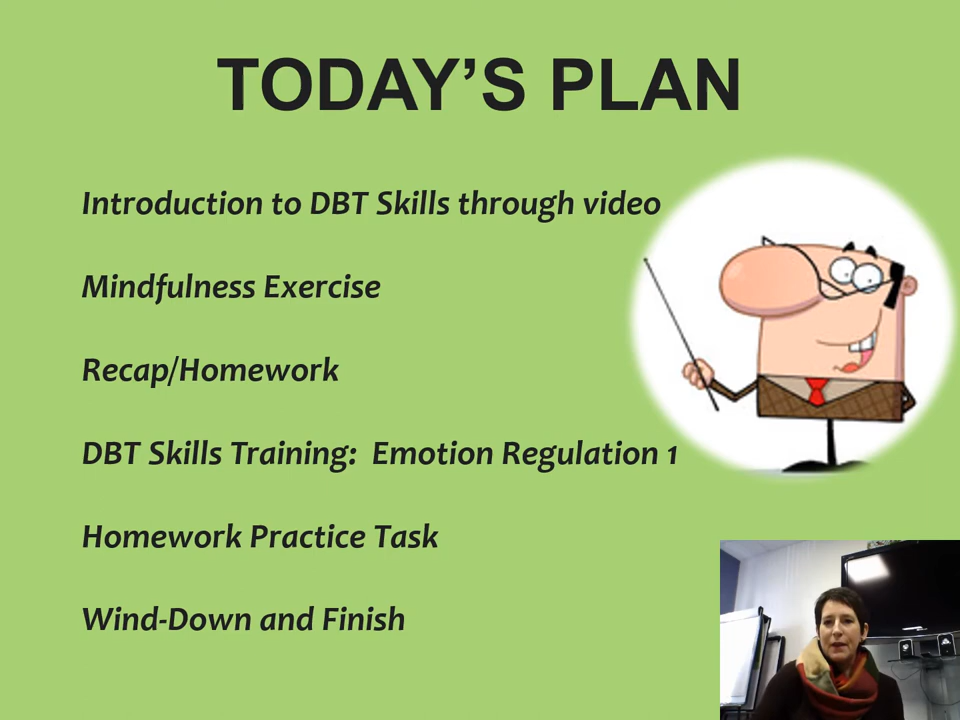 TODAY’S PLAN
Introduction to DBT Skills through video
Mindfulness Exercise
Recap/Homework
DBT Skills Training:  Emotion Regulation 1
Homework Practice Task
Wind-Down and Finish